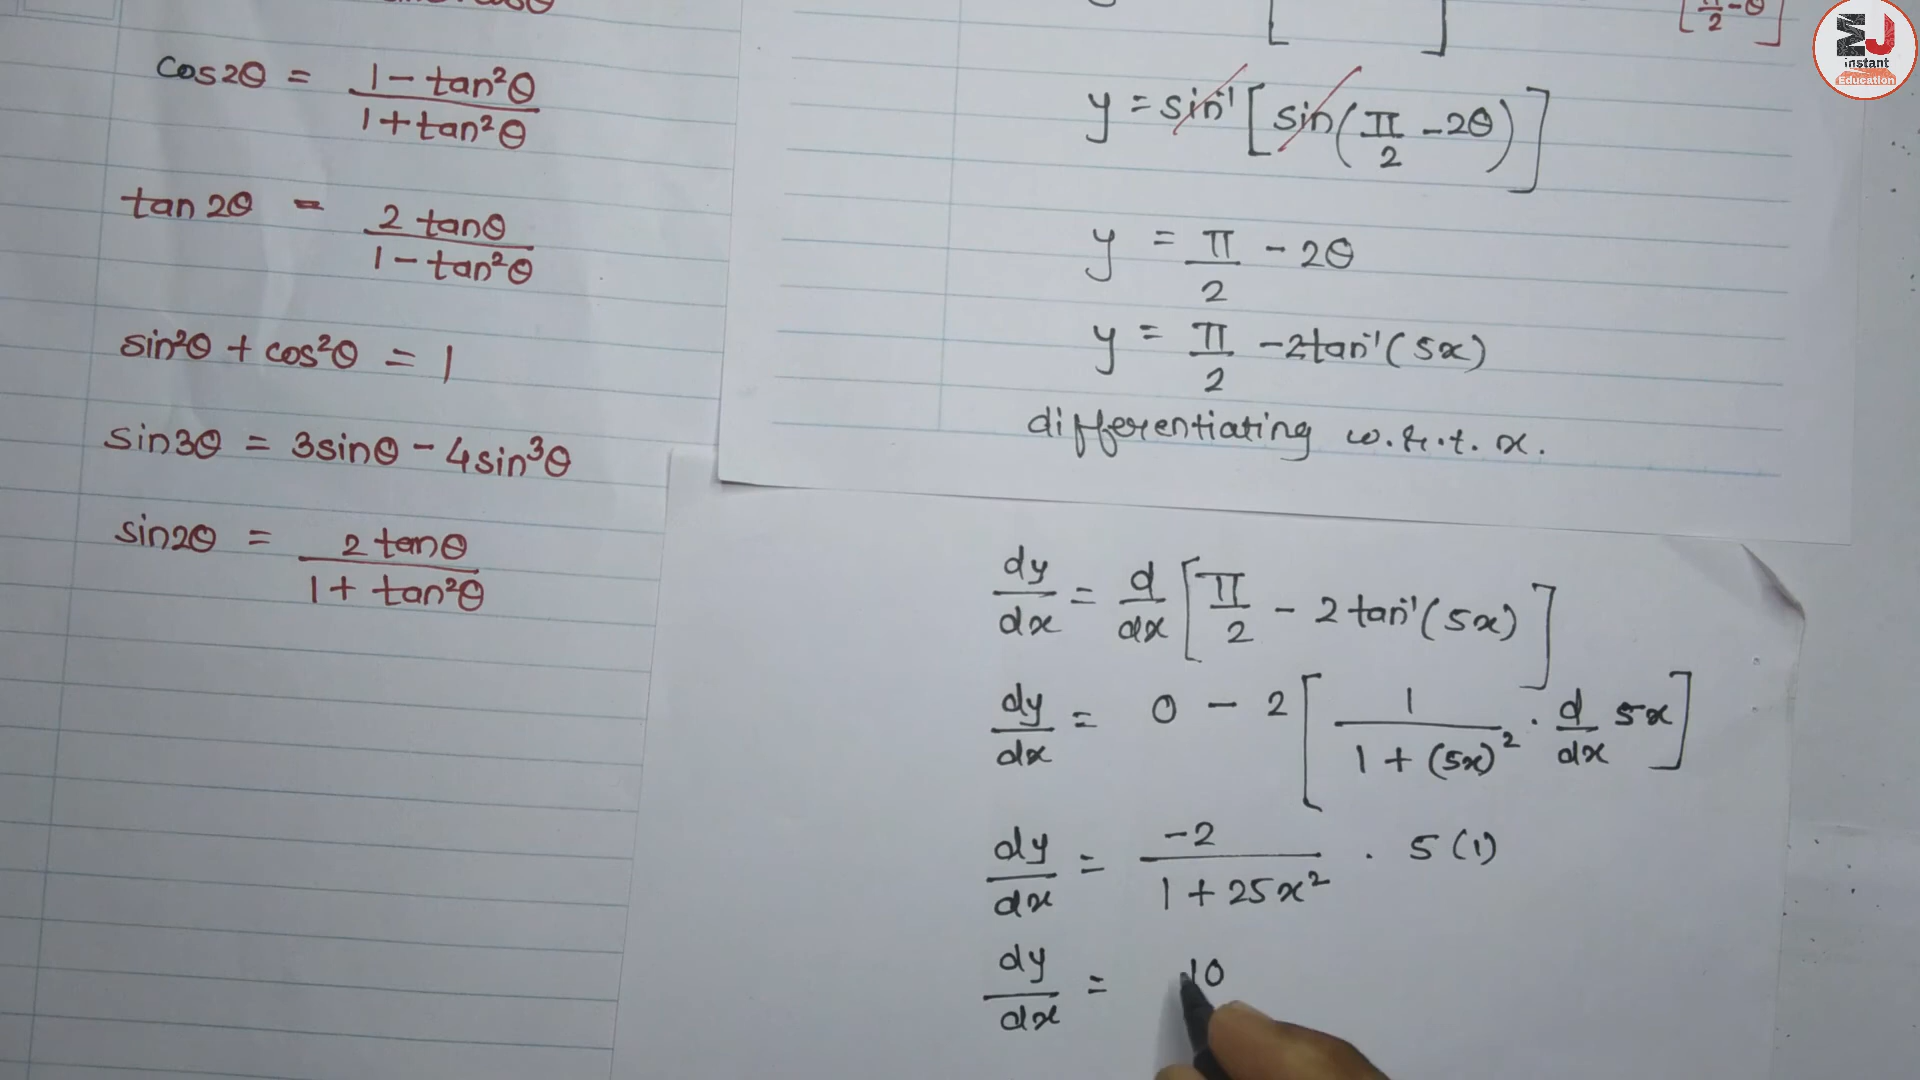 cos2θ = 1 - tan²θ / 1 + tan²θ
tan 2θ = 2 tanθ / 1 - tan²θ
sin²θ + cos²θ = 1
sin3θ = 3sinθ - 4sin³θ
sin2θ = 2 tanθ / 1 + tan²θ
[π/2 - θ]
y = sin⁻¹ [sin(π/2 - 2θ)]
y = π/2 - 2θ
y = π/2 - 2tan⁻¹(5x)
differentiating w.r.t. x.
dy/dx = d/dx [π/2 - 2 tan⁻¹(5x)]
dy/dx = 0 - 2 [1 / 1 + (5x)² . d/dx 5x]
dy/dx = -2 / 1 + 25x² . 5(1)
dy/dx = 10
instant
Education